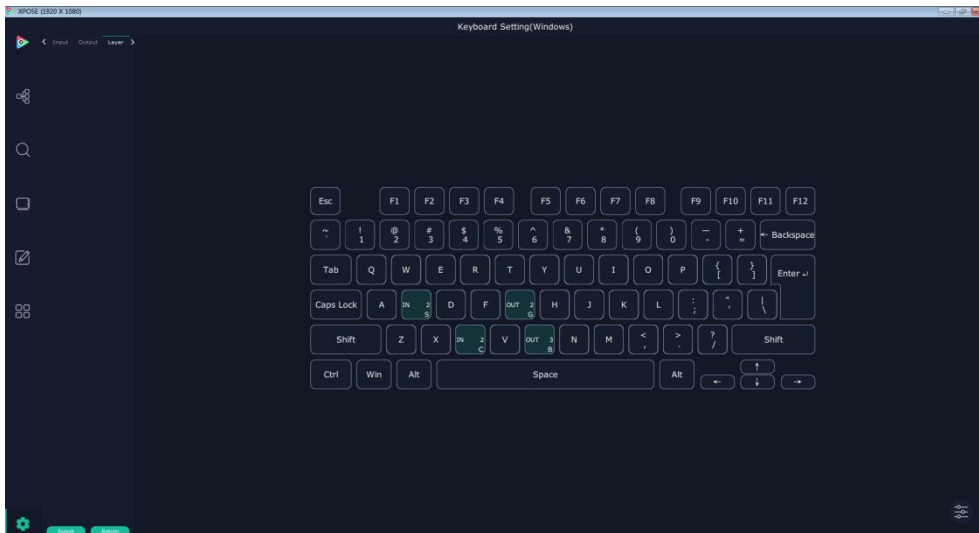 XPOSE (1920 X 1080)
Keyboard Setting(Windows)
< Input Output Layer >
Esc F1 F2 F3 F4 F5 F6 F7 F8 F9 F10 F11 F12
~ ! @ # $ % ^ & * ( ) — + ← Backspace
` 1 2 3 4 5 6 7 8 9 0 - =
Tab Q W E R T Y U I O P { } Enter ↵
[ ]
Caps Lock A IN 2 D F OUT 2 H J K L : " |
S G ; ' \
Shift Z X IN 2 V OUT 3 N M < > ? Shift
C B , . /
Ctrl Win Alt Space Alt ← ↑ ↓ →
Return